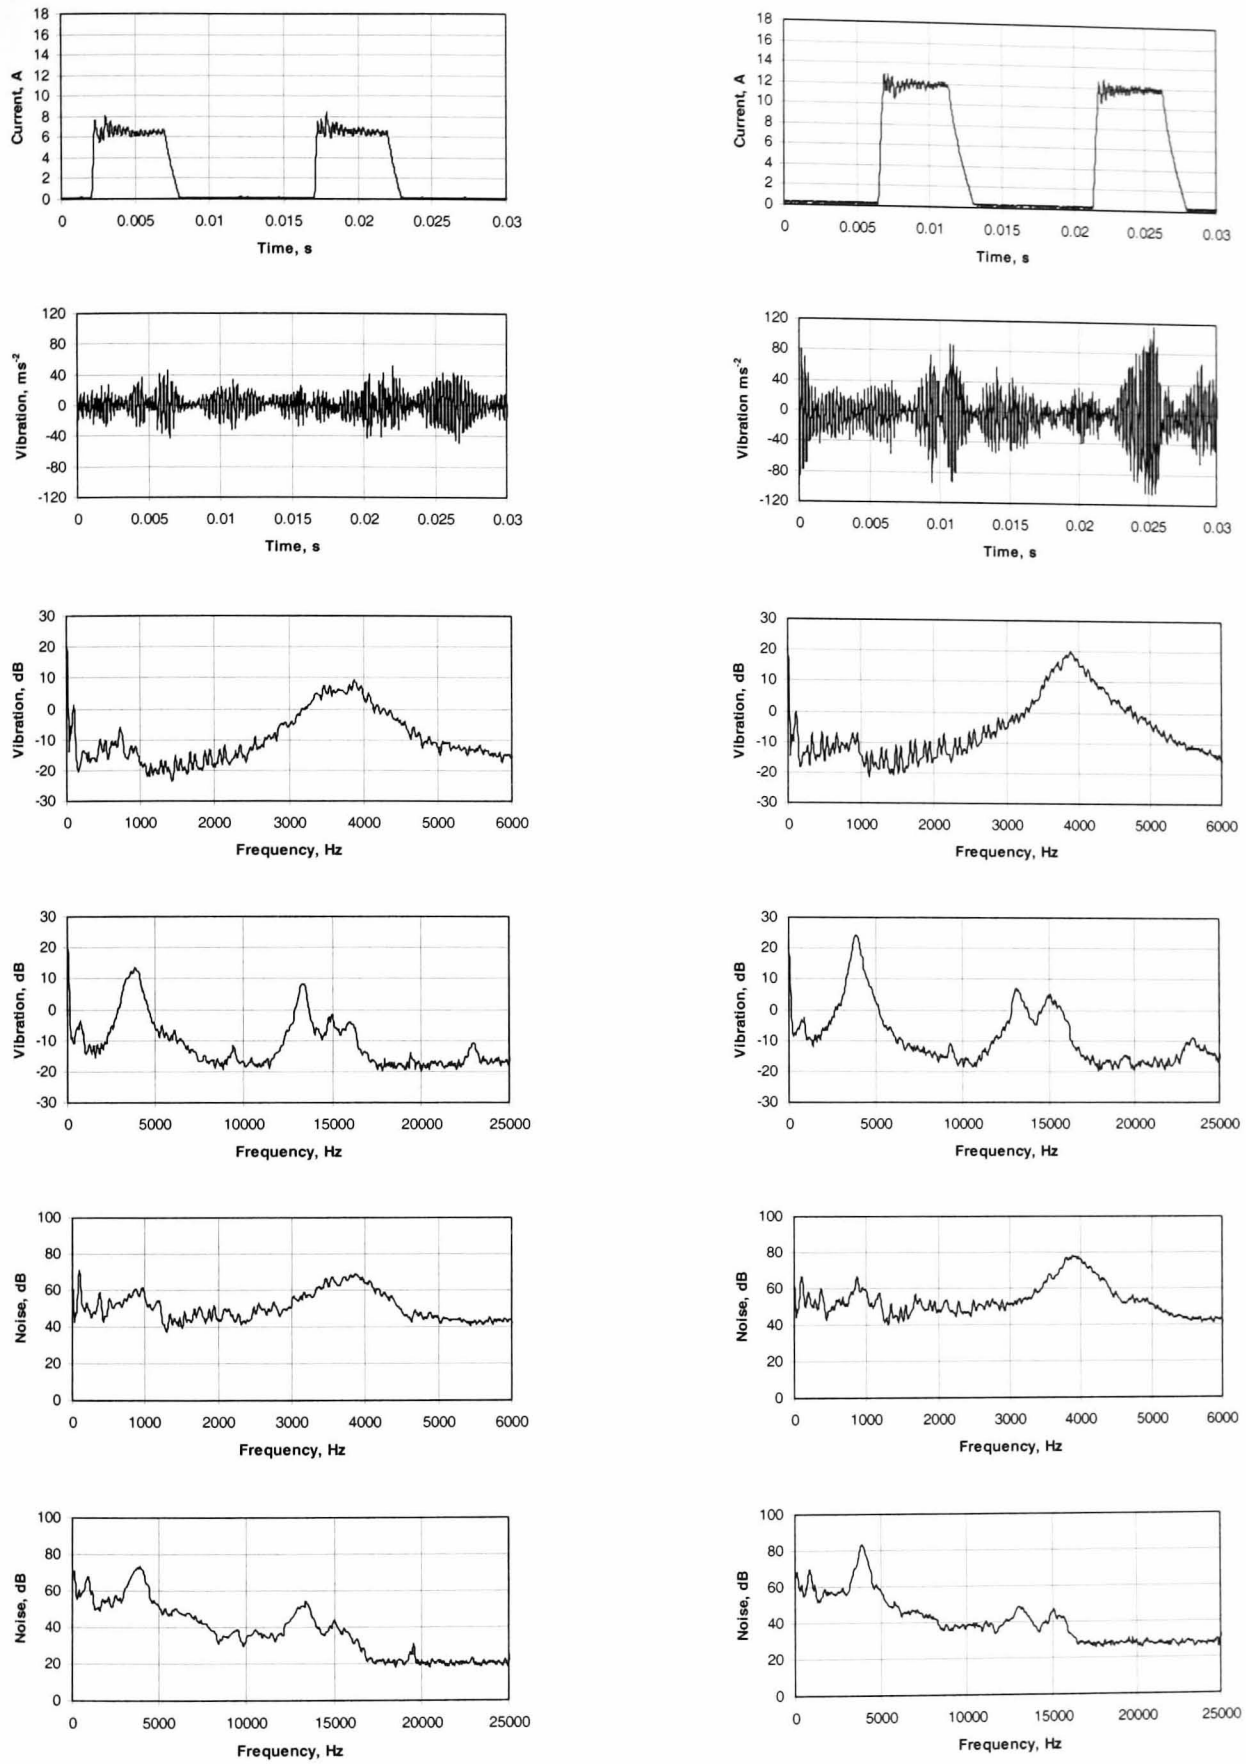 18
16
14
12
10
8
6
4
2
0
Current, A
0 0.005 0.01 0.015 0.02 0.025 0.03
Time, s
18
16
14
12
10
8
6
4
2
0
Current, A
0 0.005 0.01 0.015 0.02 0.025 0.03
Time, s
120
80
40
0
-40
-80
-120
Vibration, ms-2
0 0.005 0.01 0.015 0.02 0.025 0.03
Time, s
120
80
40
0
-40
-80
-120
Vibration ms-2
0 0.005 0.01 0.015 0.02 0.025 0.03
Time, s
30
20
10
0
-10
-20
-30
Vibration, dB
0 1000 2000 3000 4000 5000 6000
Frequency, Hz
30
20
10
0
-10
-20
-30
Vibration, dB
0 1000 2000 3000 4000 5000 6000
Frequency, Hz
30
20
10
0
-10
-20
-30
Vibration, dB
0 5000 10000 15000 20000 25000
Frequency, Hz
30
20
10
0
-10
-20
-30
Vibration, dB
0 5000 10000 15000 20000 25000
Frequency, Hz
100
80
60
40
20
0
Noise, dB
0 1000 2000 3000 4000 5000 6000
Frequency, Hz
100
80
60
40
20
0
Noise, dB
0 1000 2000 3000 4000 5000 6000
Frequency, Hz
100
80
60
40
20
0
Noise, dB
0 5000 10000 15000 20000 25000
Frequency, Hz
100
80
60
40
20
0
Noise, dB
0 5000 10000 15000 20000 25000
Frequency, Hz